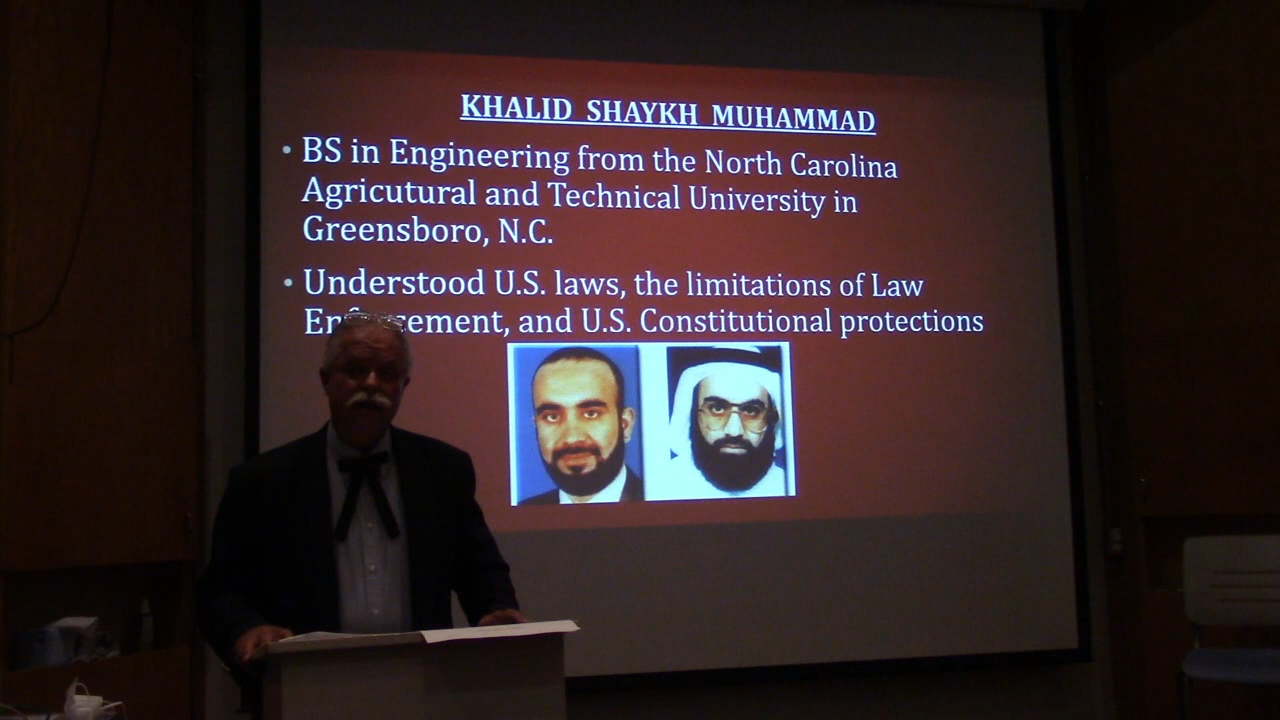 KHALID SHAYKH MUHAMMAD
• BS in Engineering from the North Carolina
Agricutural and Technical University in
Greensboro, N.C.
• Understood U.S. laws, the limitations of Law
Enforcement, and U.S. Constitutional protections